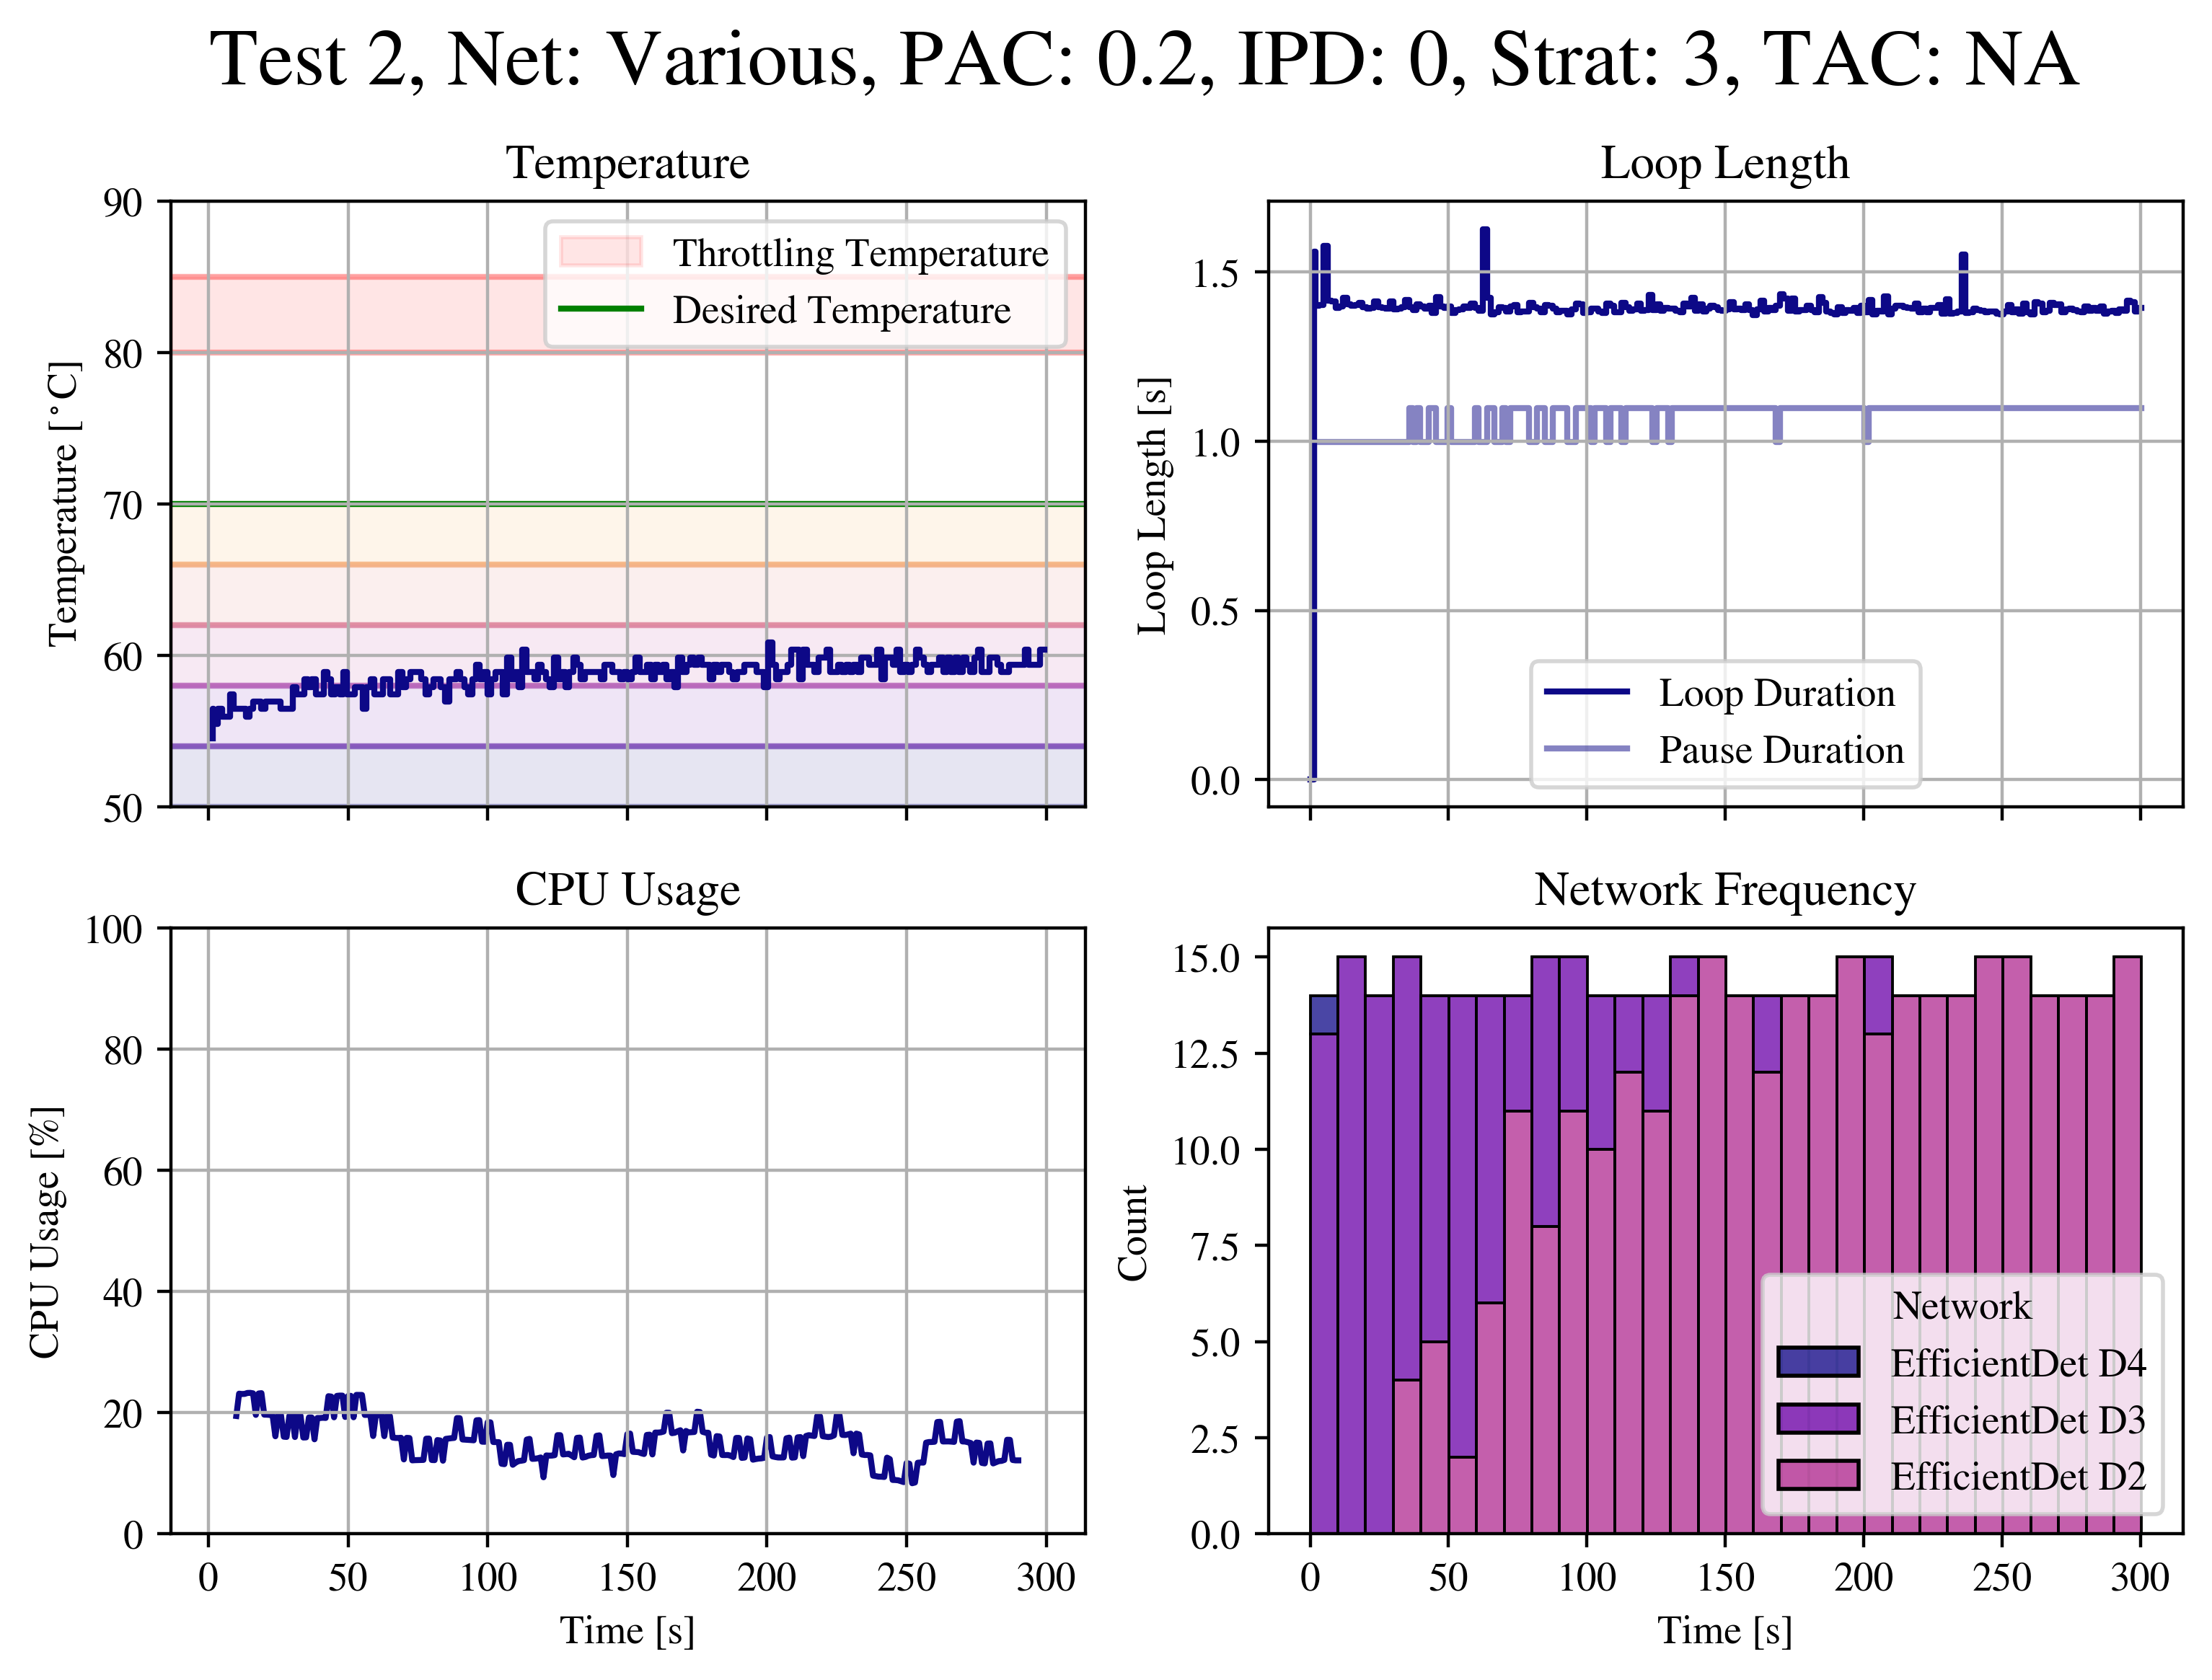 Test 2, Net: Various, PAC: 0.2, IPD: 0, Strat: 3, TAC: NA
Temperature
90
80
70
60
50
Temperature [°C]
Throttling Temperature
Desired Temperature
Loop Length
1.5
1.0
0.5
0.0
Loop Length [s]
Loop Duration
Pause Duration
CPU Usage
100
80
60
40
20
0
CPU Usage [%]
0 50 100 150 200 250 300
Time [s]
Network Frequency
15.0
12.5
10.0
7.5
5.0
2.5
0.0
Count
Network
EfficientDet D4
EfficientDet D3
EfficientDet D2
0 50 100 150 200 250 300
Time [s]